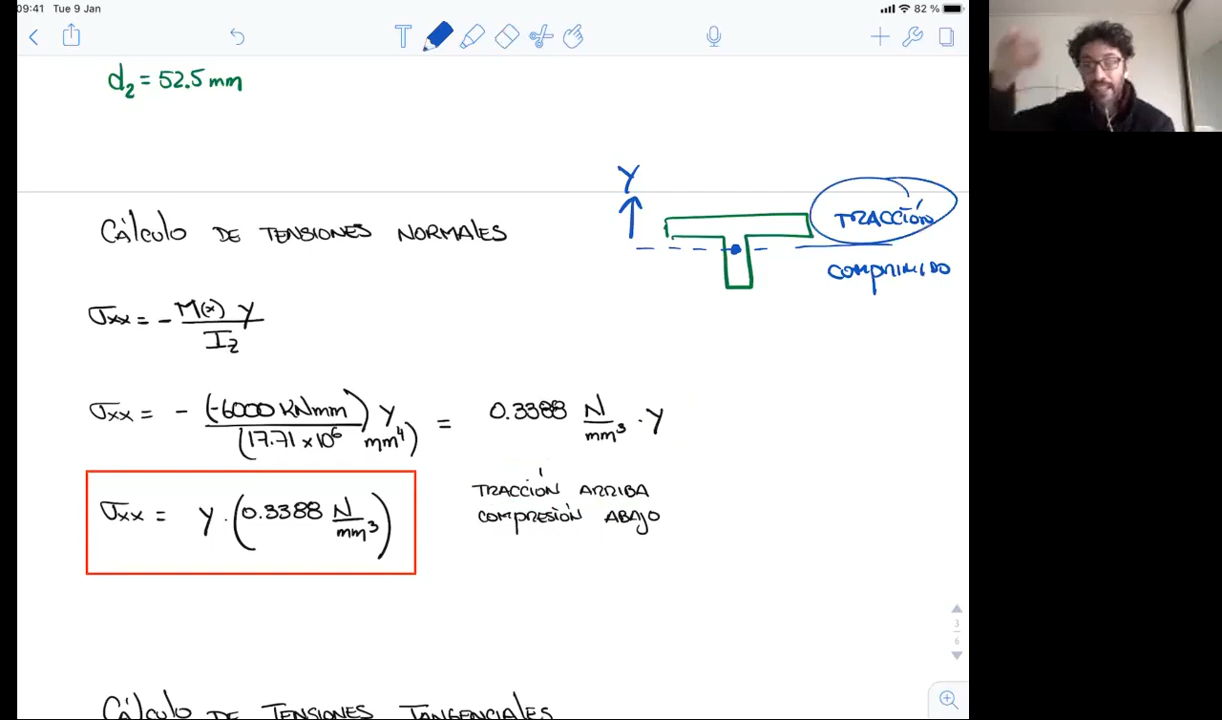 09:41 Tue 9 Jan 82 %
T
d₂ = 52.5 mm
Y
TRACCIÓN
COMPRIMIDO
CÁLCULO DE TENSIONES NORMALES
σxx = - M(x) Y / Iz
σxx = - (-6000 KNmm) Y / (17.71 x 10⁶ mm⁴) = 0.3388 N/mm³ · Y
σxx = Y · (0.3388 N/mm³)
TRACCIÓN ARRIBA
COMPRESIÓN ABAJO
3
6
CÁLCULO DE TENSIONES TANGENCIALES